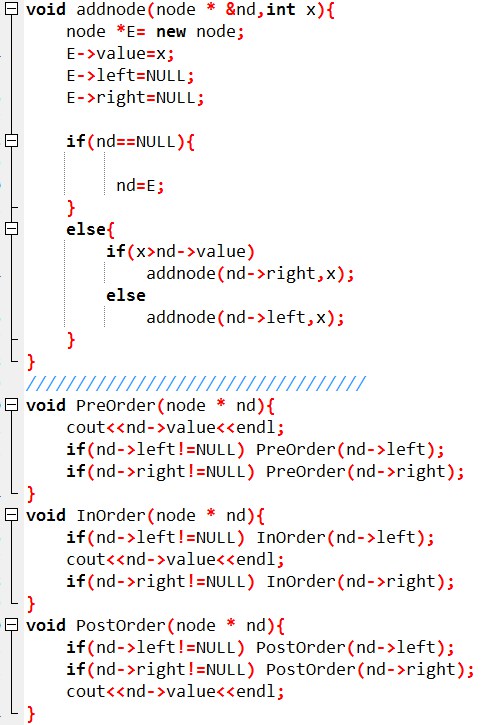 void addnode(node * &nd,int x){
node *E= new node;
E->value=x;
E->left=NULL;
E->right=NULL;
if(nd==NULL){
nd=E;
}
else{
if(x>nd->value)
addnode(nd->right,x);
else
addnode(nd->left,x);
}
}
//////////////////////////////////
void PreOrder(node * nd){
cout<<nd->value<<endl;
if(nd->left!=NULL) PreOrder(nd->left);
if(nd->right!=NULL) PreOrder(nd->right);
}
void InOrder(node * nd){
if(nd->left!=NULL) InOrder(nd->left);
cout<<nd->value<<endl;
if(nd->right!=NULL) InOrder(nd->right);
}
void PostOrder(node * nd){
if(nd->left!=NULL) PostOrder(nd->left);
if(nd->right!=NULL) PostOrder(nd->right);
cout<<nd->value<<endl;
}